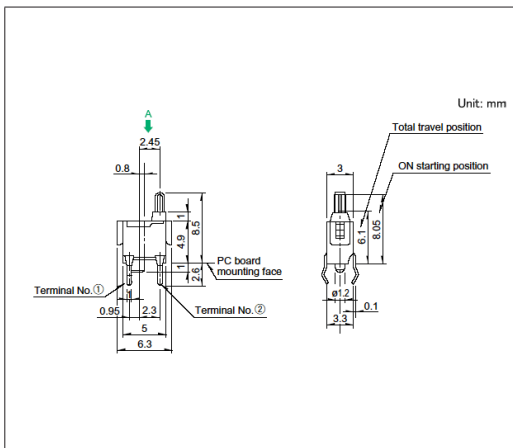 Unit: mm
A
2.45
0.8
Total travel position
3
ON starting position
1
8.5
4.9
6.1
8.05
PC board
mounting face
1
2.6
Terminal No.①
Terminal No.②
1
ø1.2
0.95
2.3
0.1
5
3.3
6.3